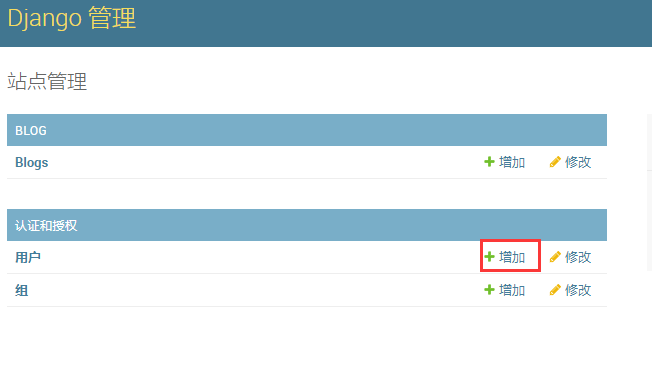 Django 管理
站点管理
BLOG
Blogs 增加 修改
认证和授权
用户 增加 修改
组 增加 修改